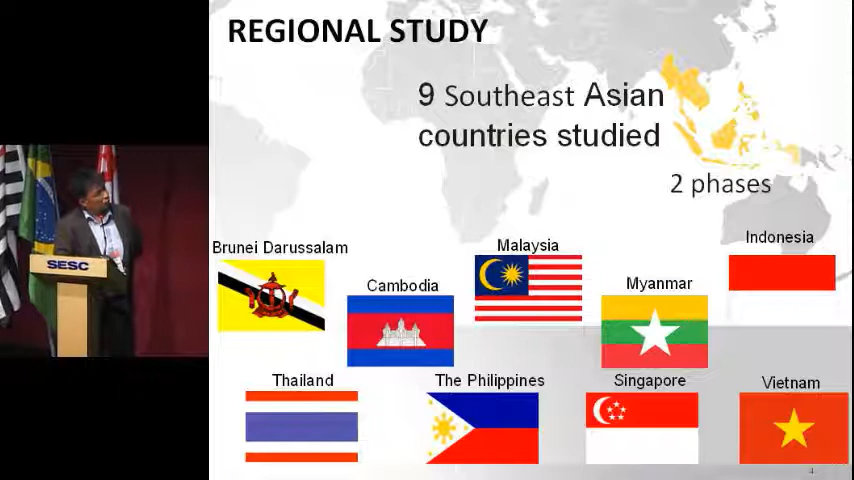 REGIONAL STUDY
9 Southeast Asian
countries studied
2 phases
Brunei Darussalam
Cambodia
Malaysia
Myanmar
Indonesia
Thailand
The Philippines
Singapore
Vietnam
SESC
4